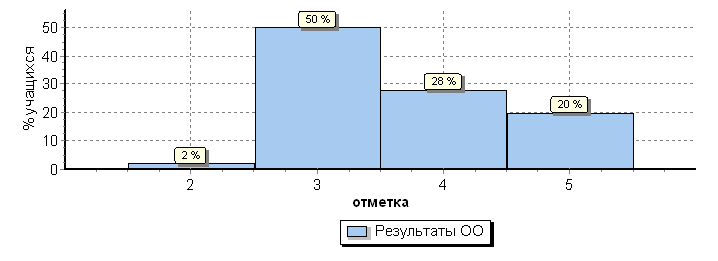 % учащихся
50
40
30
20
10
0
50 %
28 %
20 %
2 %
2 3 4 5
отметка
Результаты ОО